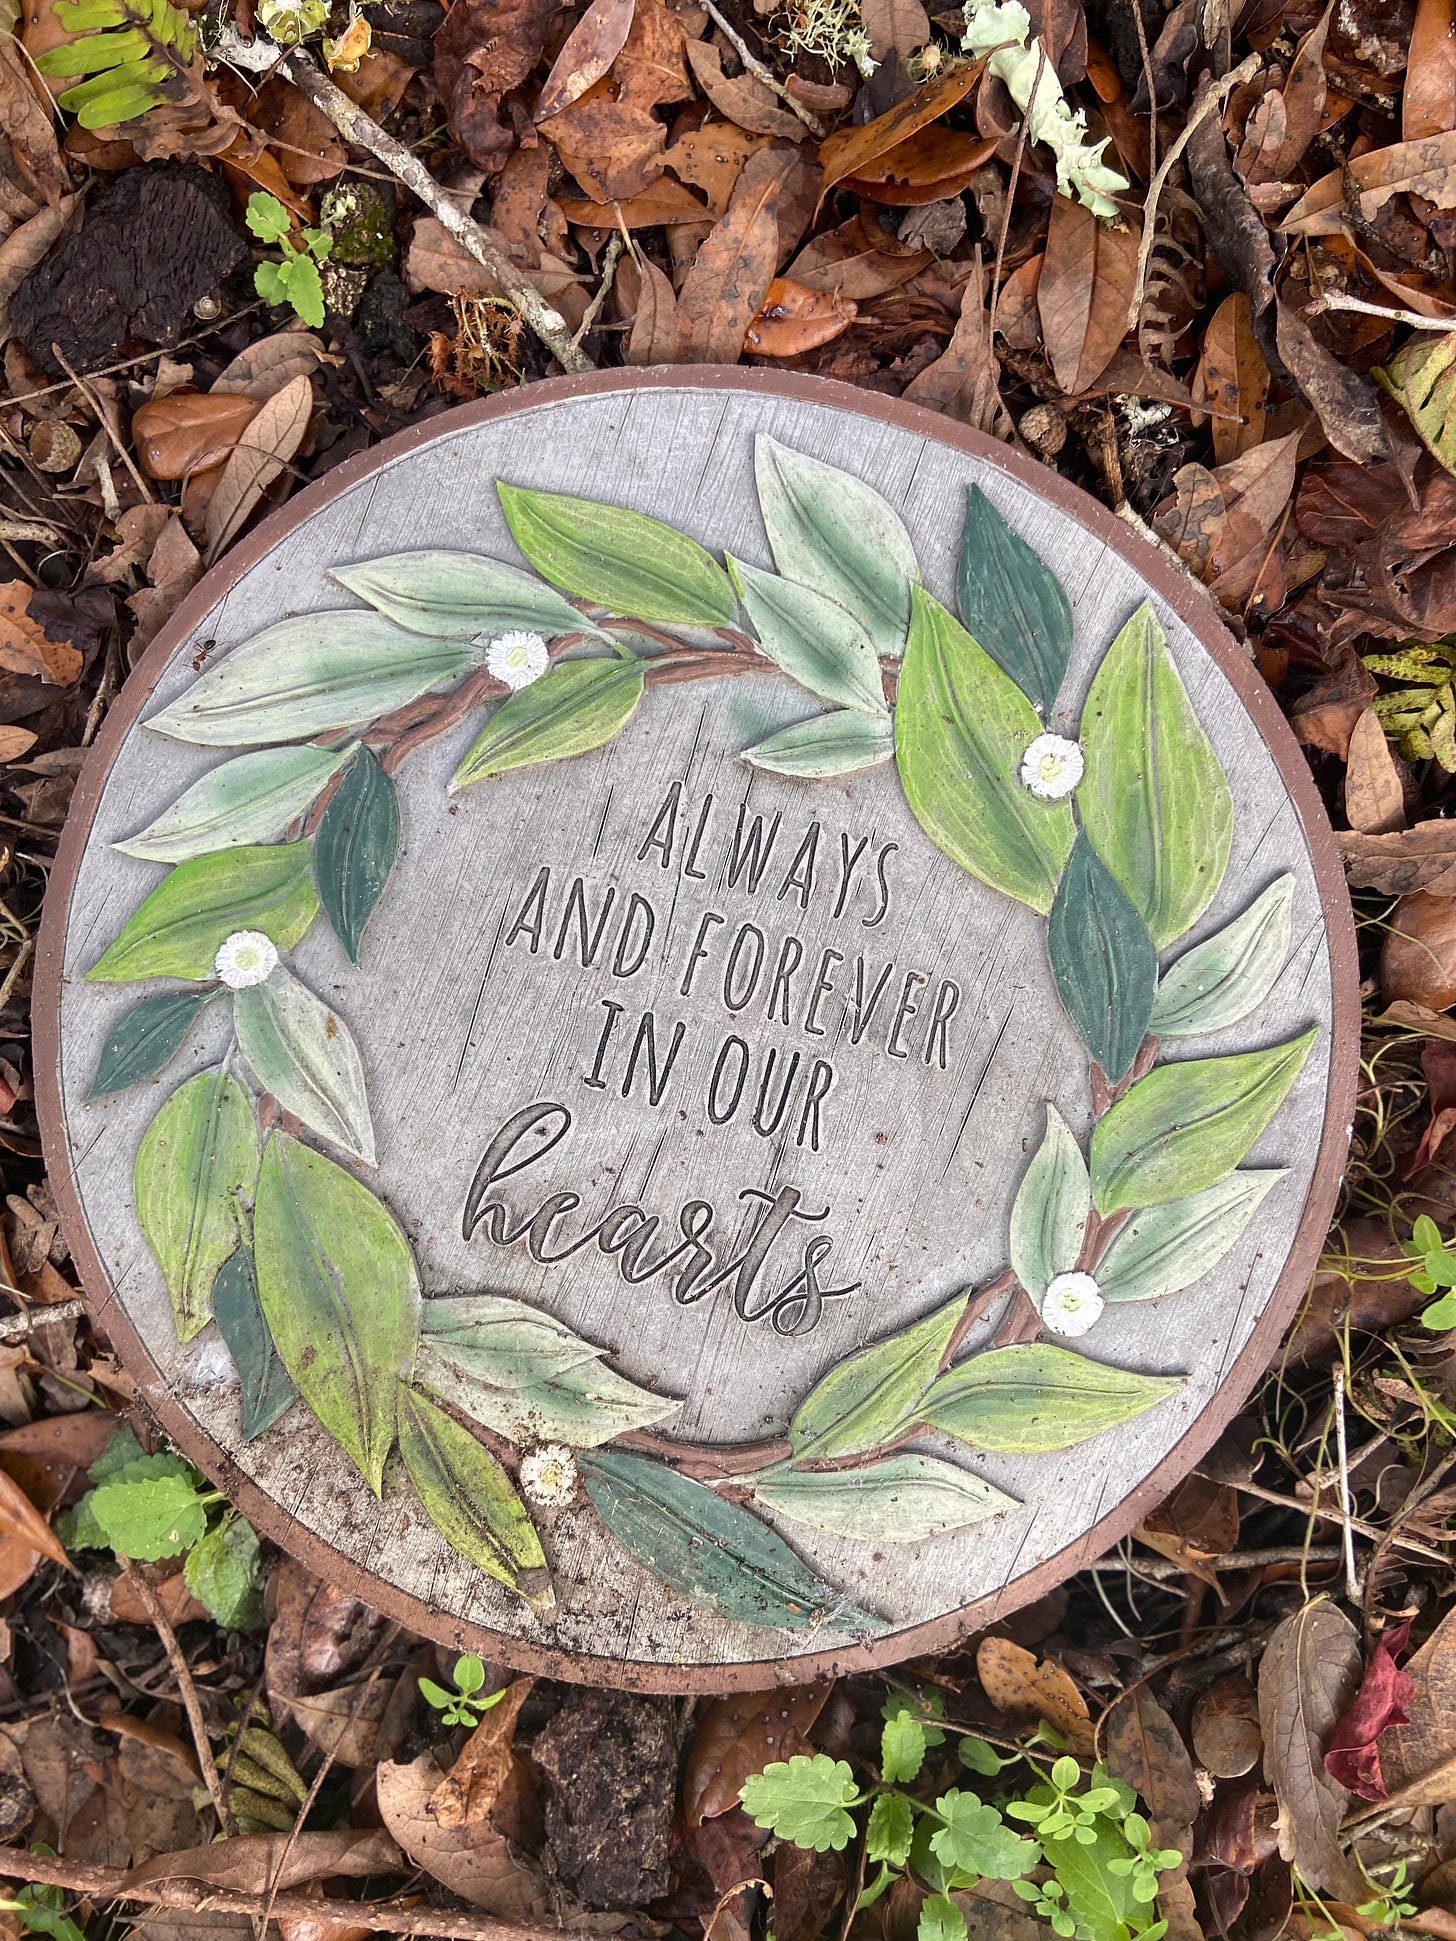 ALWAYS
AND FOREVER
IN OUR
hearts